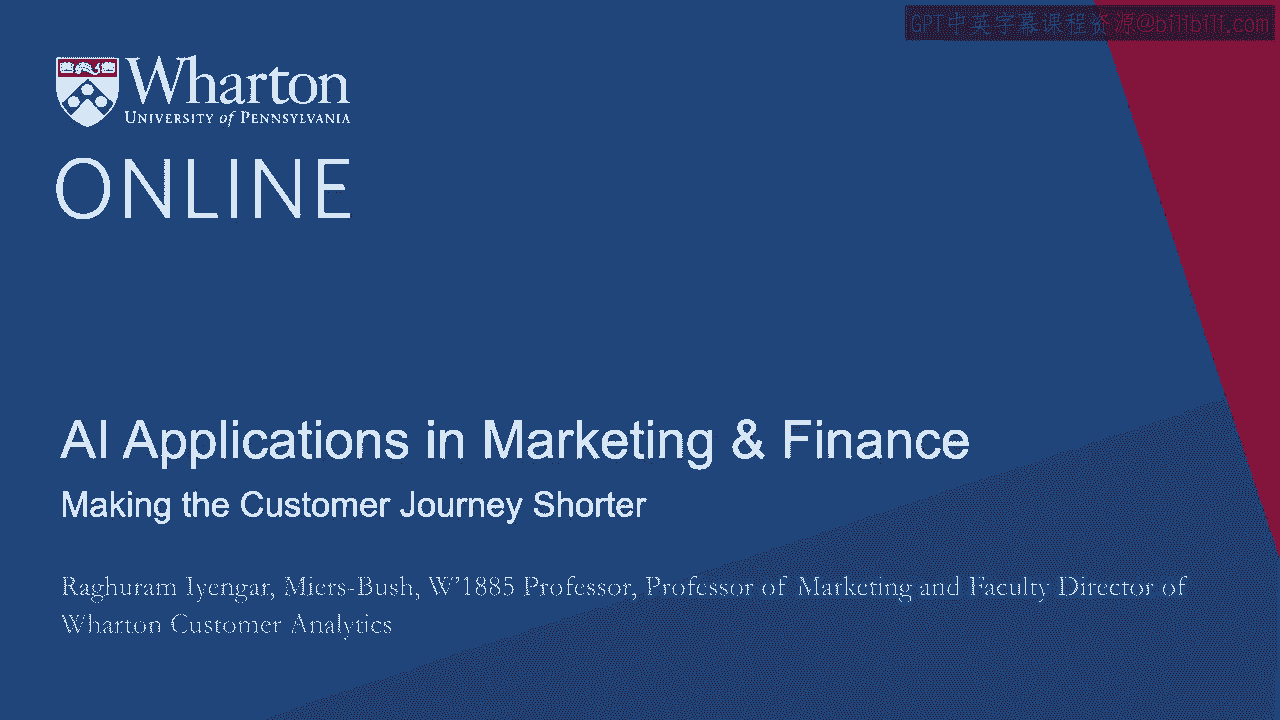 GPT中英字幕课程资源@bilibili.com
Wharton
UNIVERSITY of PENNSYLVANIA
ONLINE
AI Applications in Marketing & Finance
Making the Customer Journey Shorter
Raghuram Iyengar, Miers-Bush, W’1885 Professor, Professor of Marketing and Faculty Director of
Wharton Customer Analytics